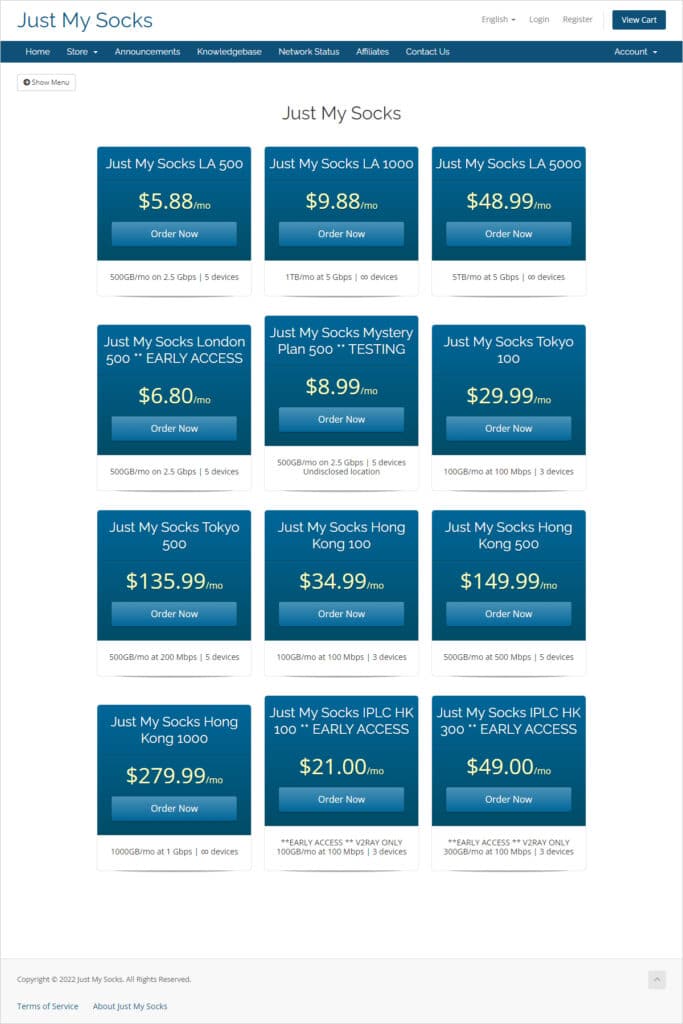 Just My Socks
English Login Register View Cart
Home Store Announcements Knowledgebase Network Status Affiliates Contact Us Account
Show Menu
Just My Socks
Just My Socks LA 500
$5.88/mo
Order Now
500GB/mo on 2.5 Gbps | 5 devices
Just My Socks LA 1000
$9.88/mo
Order Now
1TB/mo at 5 Gbps | ∞ devices
Just My Socks LA 5000
$48.99/mo
Order Now
5TB/mo at 5 Gbps | ∞ devices
Just My Socks London
500 ** EARLY ACCESS
$6.80/mo
Order Now
500GB/mo on 2.5 Gbps | 5 devices
Just My Socks Mystery
Plan 500 ** TESTING
$8.99/mo
Order Now
500GB/mo on 2.5 Gbps | 5 devices
Undisclosed location
Just My Socks Tokyo
100
$29.99/mo
Order Now
100GB/mo at 100 Mbps | 3 devices
Just My Socks Tokyo
500
$135.99/mo
Order Now
500GB/mo at 200 Mbps | 5 devices
Just My Socks Hong
Kong 100
$34.99/mo
Order Now
100GB/mo at 100 Mbps | 3 devices
Just My Socks Hong
Kong 500
$149.99/mo
Order Now
500GB/mo at 500 Mbps | 5 devices
Just My Socks Hong
Kong 1000
$279.99/mo
Order Now
1000GB/mo at 1 Gbps | ∞ devices
Just My Socks IPLC HK
100 ** EARLY ACCESS
$21.00/mo
Order Now
**EARLY ACCESS ** V2RAY ONLY
100GB/mo at 100 Mbps | 3 devices
Just My Socks IPLC HK
300 ** EARLY ACCESS
$49.00/mo
Order Now
**EARLY ACCESS ** V2RAY ONLY
300GB/mo at 100 Mbps | 3 devices
Copyright © 2022 Just My Socks. All Rights Reserved.
Terms of Service About Just My Socks